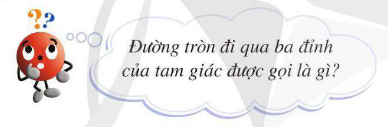 ??
Đường tròn đi qua ba đỉnh
của tam giác được gọi là gì?